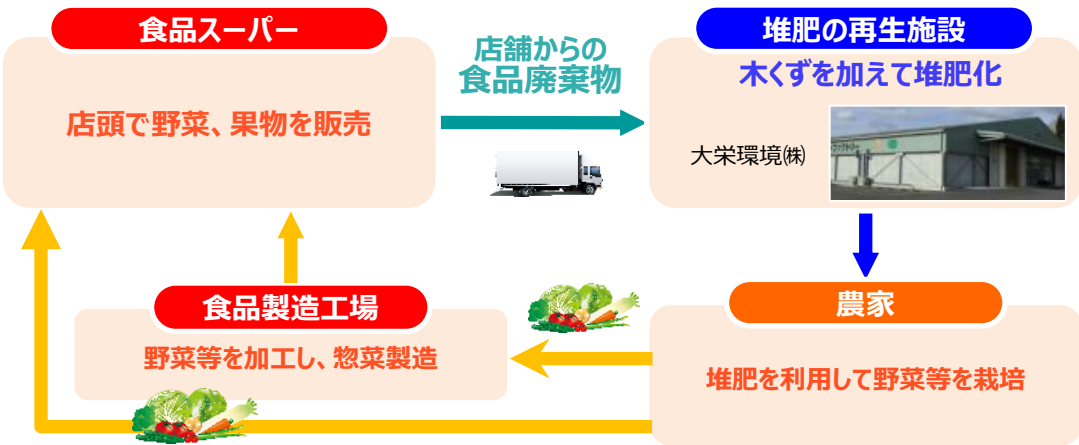 食品スーパー
店頭で野菜、果物を販売
店舗からの
食品廃棄物
堆肥の再生施設
木くずを加えて堆肥化
大栄環境㈱
食品製造工場
野菜等を加工し、惣菜製造
農家
堆肥を利用して野菜等を栽培